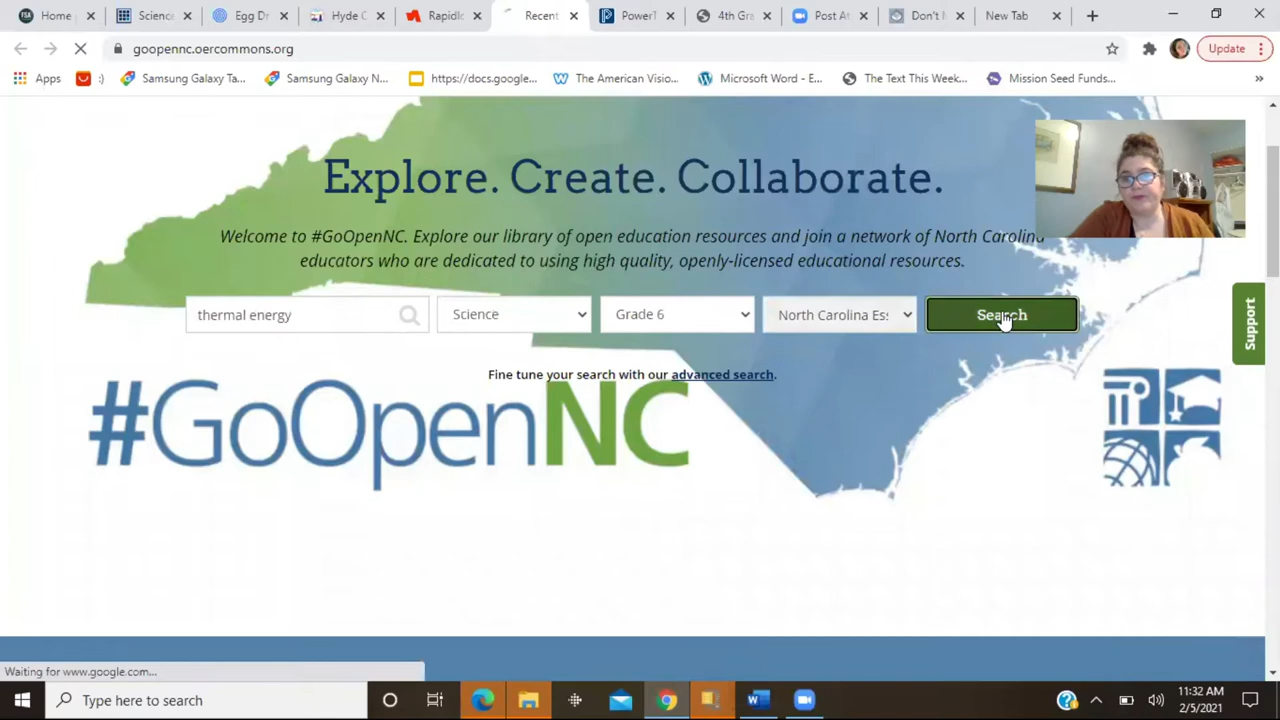 Home
Science
Egg Dr
Hyde C
Rapidlo
Recent
PowerT
4th Gra
Post At
Don't l
New Tab
goopennc.oercommons.org
Update
Apps
:)
Samsung Galaxy Ta...
Samsung Galaxy N...
https://docs.google...
The American Visio...
Microsoft Word - E...
The Text This Week...
Mission Seed Funds...
»
Explore. Create. Collaborate.
Welcome to #GoOpenNC. Explore our library of open education resources and join a network of North Carolina
educators who are dedicated to using high quality, openly-licensed educational resources.
thermal energy
Science
Grade 6
North Carolina Es:
Search
Support
Fine tune your search with our advanced search.
#GoOpenNC
Waiting for www.google.com...
Type here to search
11:32 AM
2/5/2021